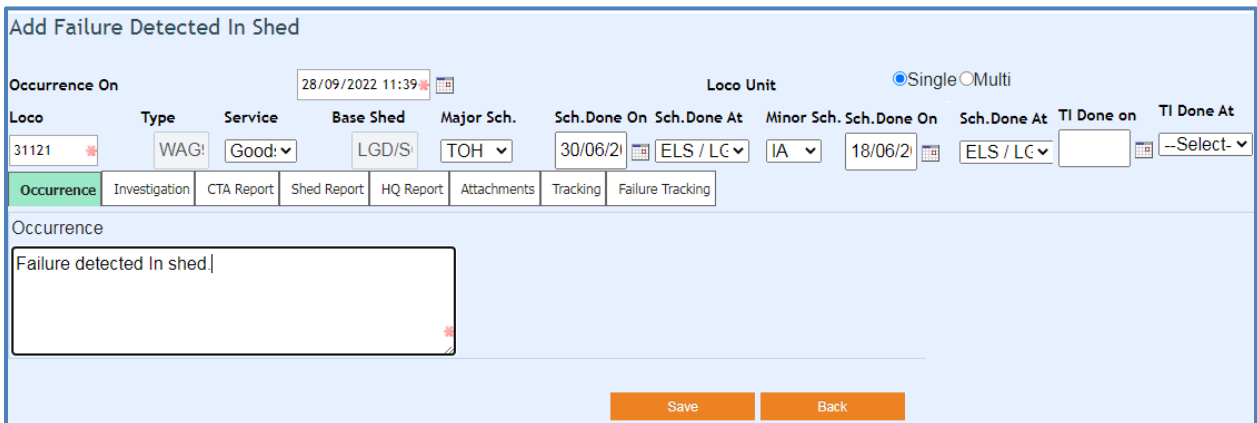 Add Failure Detected In Shed
Occurrence On 28/09/2022 11:39* Loco Unit Single Multi
Loco Type Service Base Shed Major Sch. Sch.Done On Sch.Done At Minor Sch. Sch.Done On Sch.Done At TI Done on TI Done At
31121 * WAG9 Goods LGD/S TOH 30/06/2 ELS / LG IA 18/06/2 ELS / LG --Select-
Occurrence Investigation CTA Report Shed Report HQ Report Attachments Tracking Failure Tracking
Occurrence
Failure detected In shed.
*
Save Back